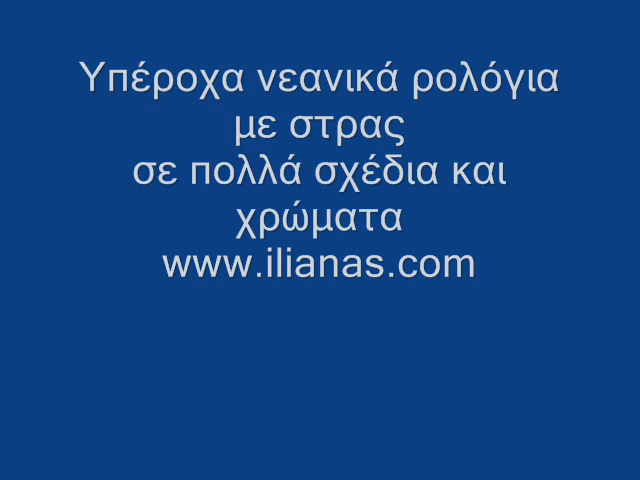 Υπέροχα νεανικά ρολόγια
με στρας
σε πολλά σχέδια και
χρώματα
www.ilianas.com